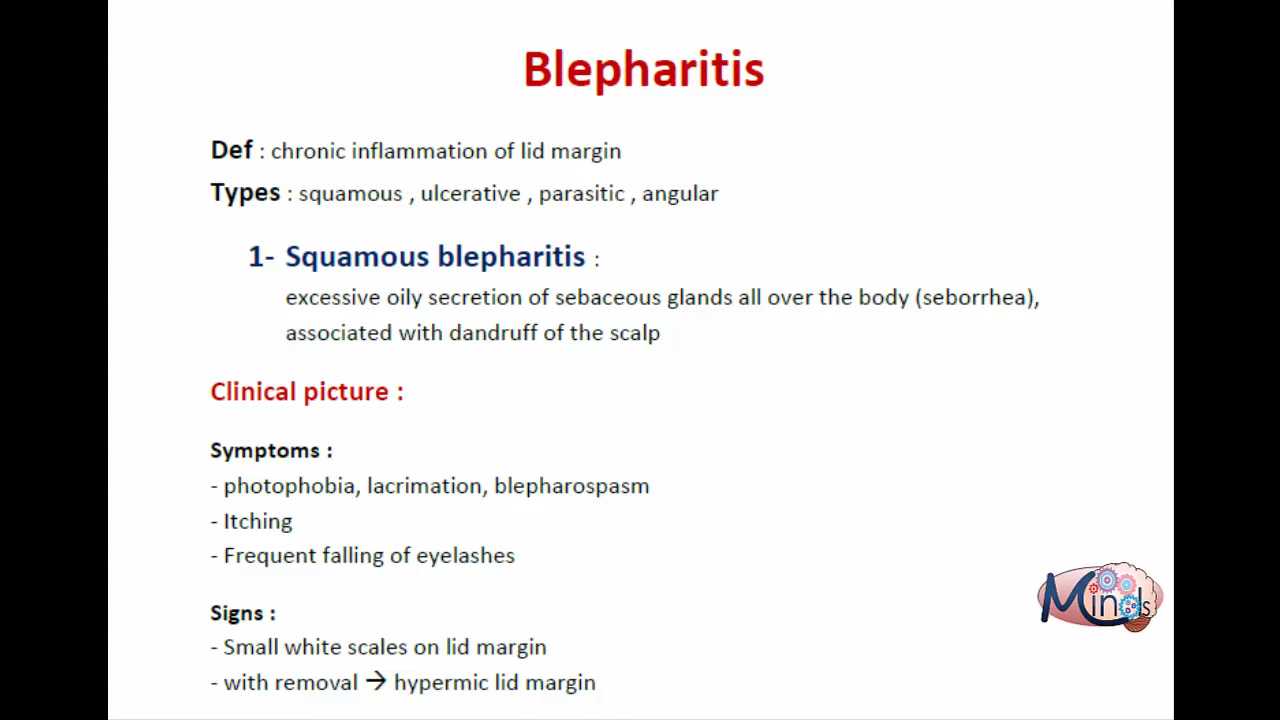 Blepharitis
Def : chronic inflammation of lid margin
Types : squamous , ulcerative , parasitic , angular
1- Squamous blepharitis :
excessive oily secretion of sebaceous glands all over the body (seborrhea),
associated with dandruff of the scalp
Clinical picture :
Symptoms :
- photophobia, lacrimation, blepharospasm
- Itching
- Frequent falling of eyelashes
Signs :
- Small white scales on lid margin
- with removal → hypermic lid margin
Minds